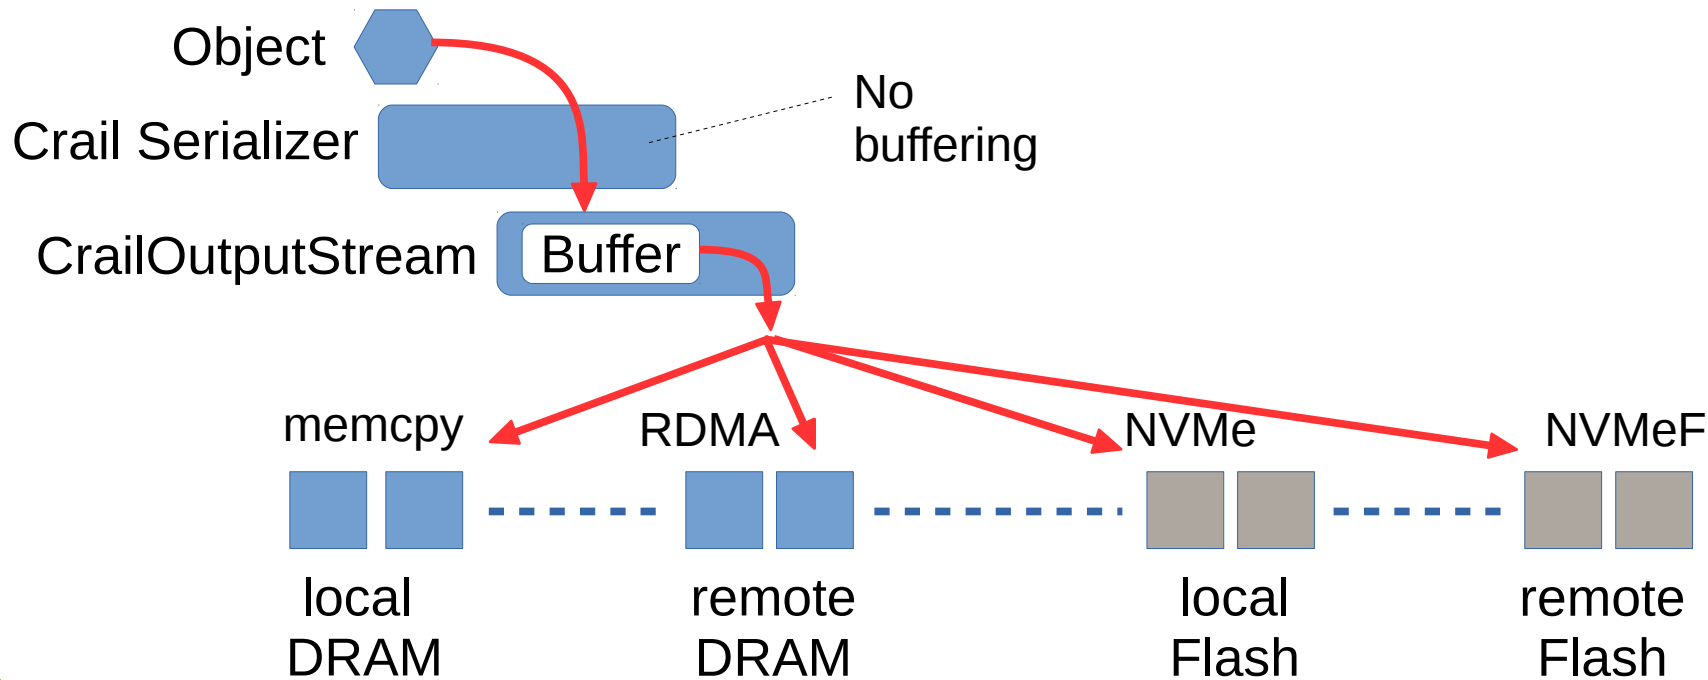 Object
No
buffering
Crail Serializer
CrailOutputStream
Buffer
memcpy
RDMA
NVMe
NVMeF
local
DRAM
remote
DRAM
local
Flash
remote
Flash